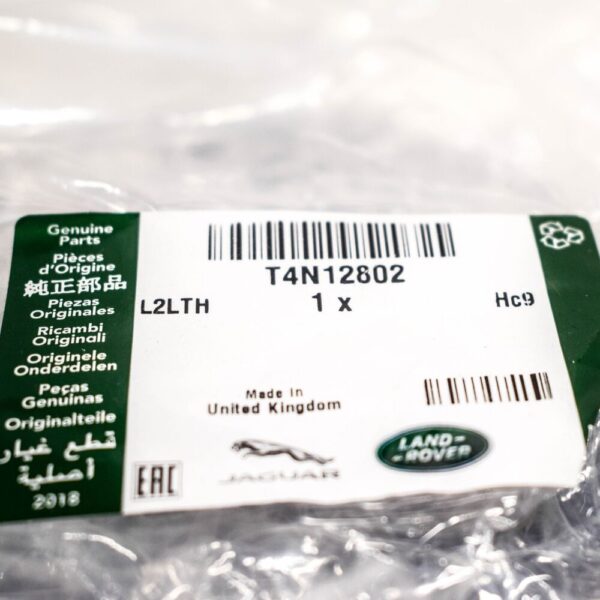 Genuine
Parts
Pièces
d'Origine
純正部品
Piezas
Originales
Ricambi
Originali
Originele
Onderdelen
Peças
Genuinas
Originalteile
قطع غيار
أصلية
2018
T4N12802
L2LTH
1 x
Hc9
Made in
United Kingdom
EAC
JAGUAR
LAND-
-ROVER